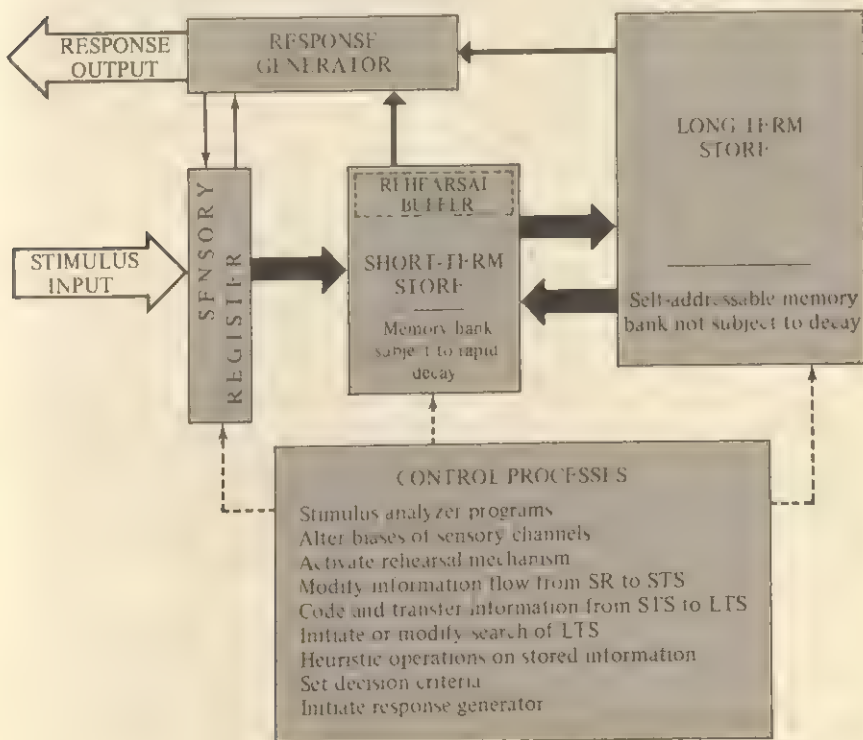 RESPONSE
OUTPUT
RESPONSE
GENERATOR
LONG TERM
STORE
Self-addressable memory
bank not subject to decay
REHEARSAL
BUFFER
SHORT-TERM
STORE
Memory bank
subject to rapid
decay
STIMULUS
INPUT
SENSORY
REGISTER
CONTROL PROCESSES
Stimulus analyzer programs
Alter biases of sensory channels
Activate rehearsal mechanism
Modify information flow from SR to STS
Code and transfer information from STS to LTS
Initiate or modify search of LTS
Heuristic operations on stored information
Set decision criteria
Initiate response generator